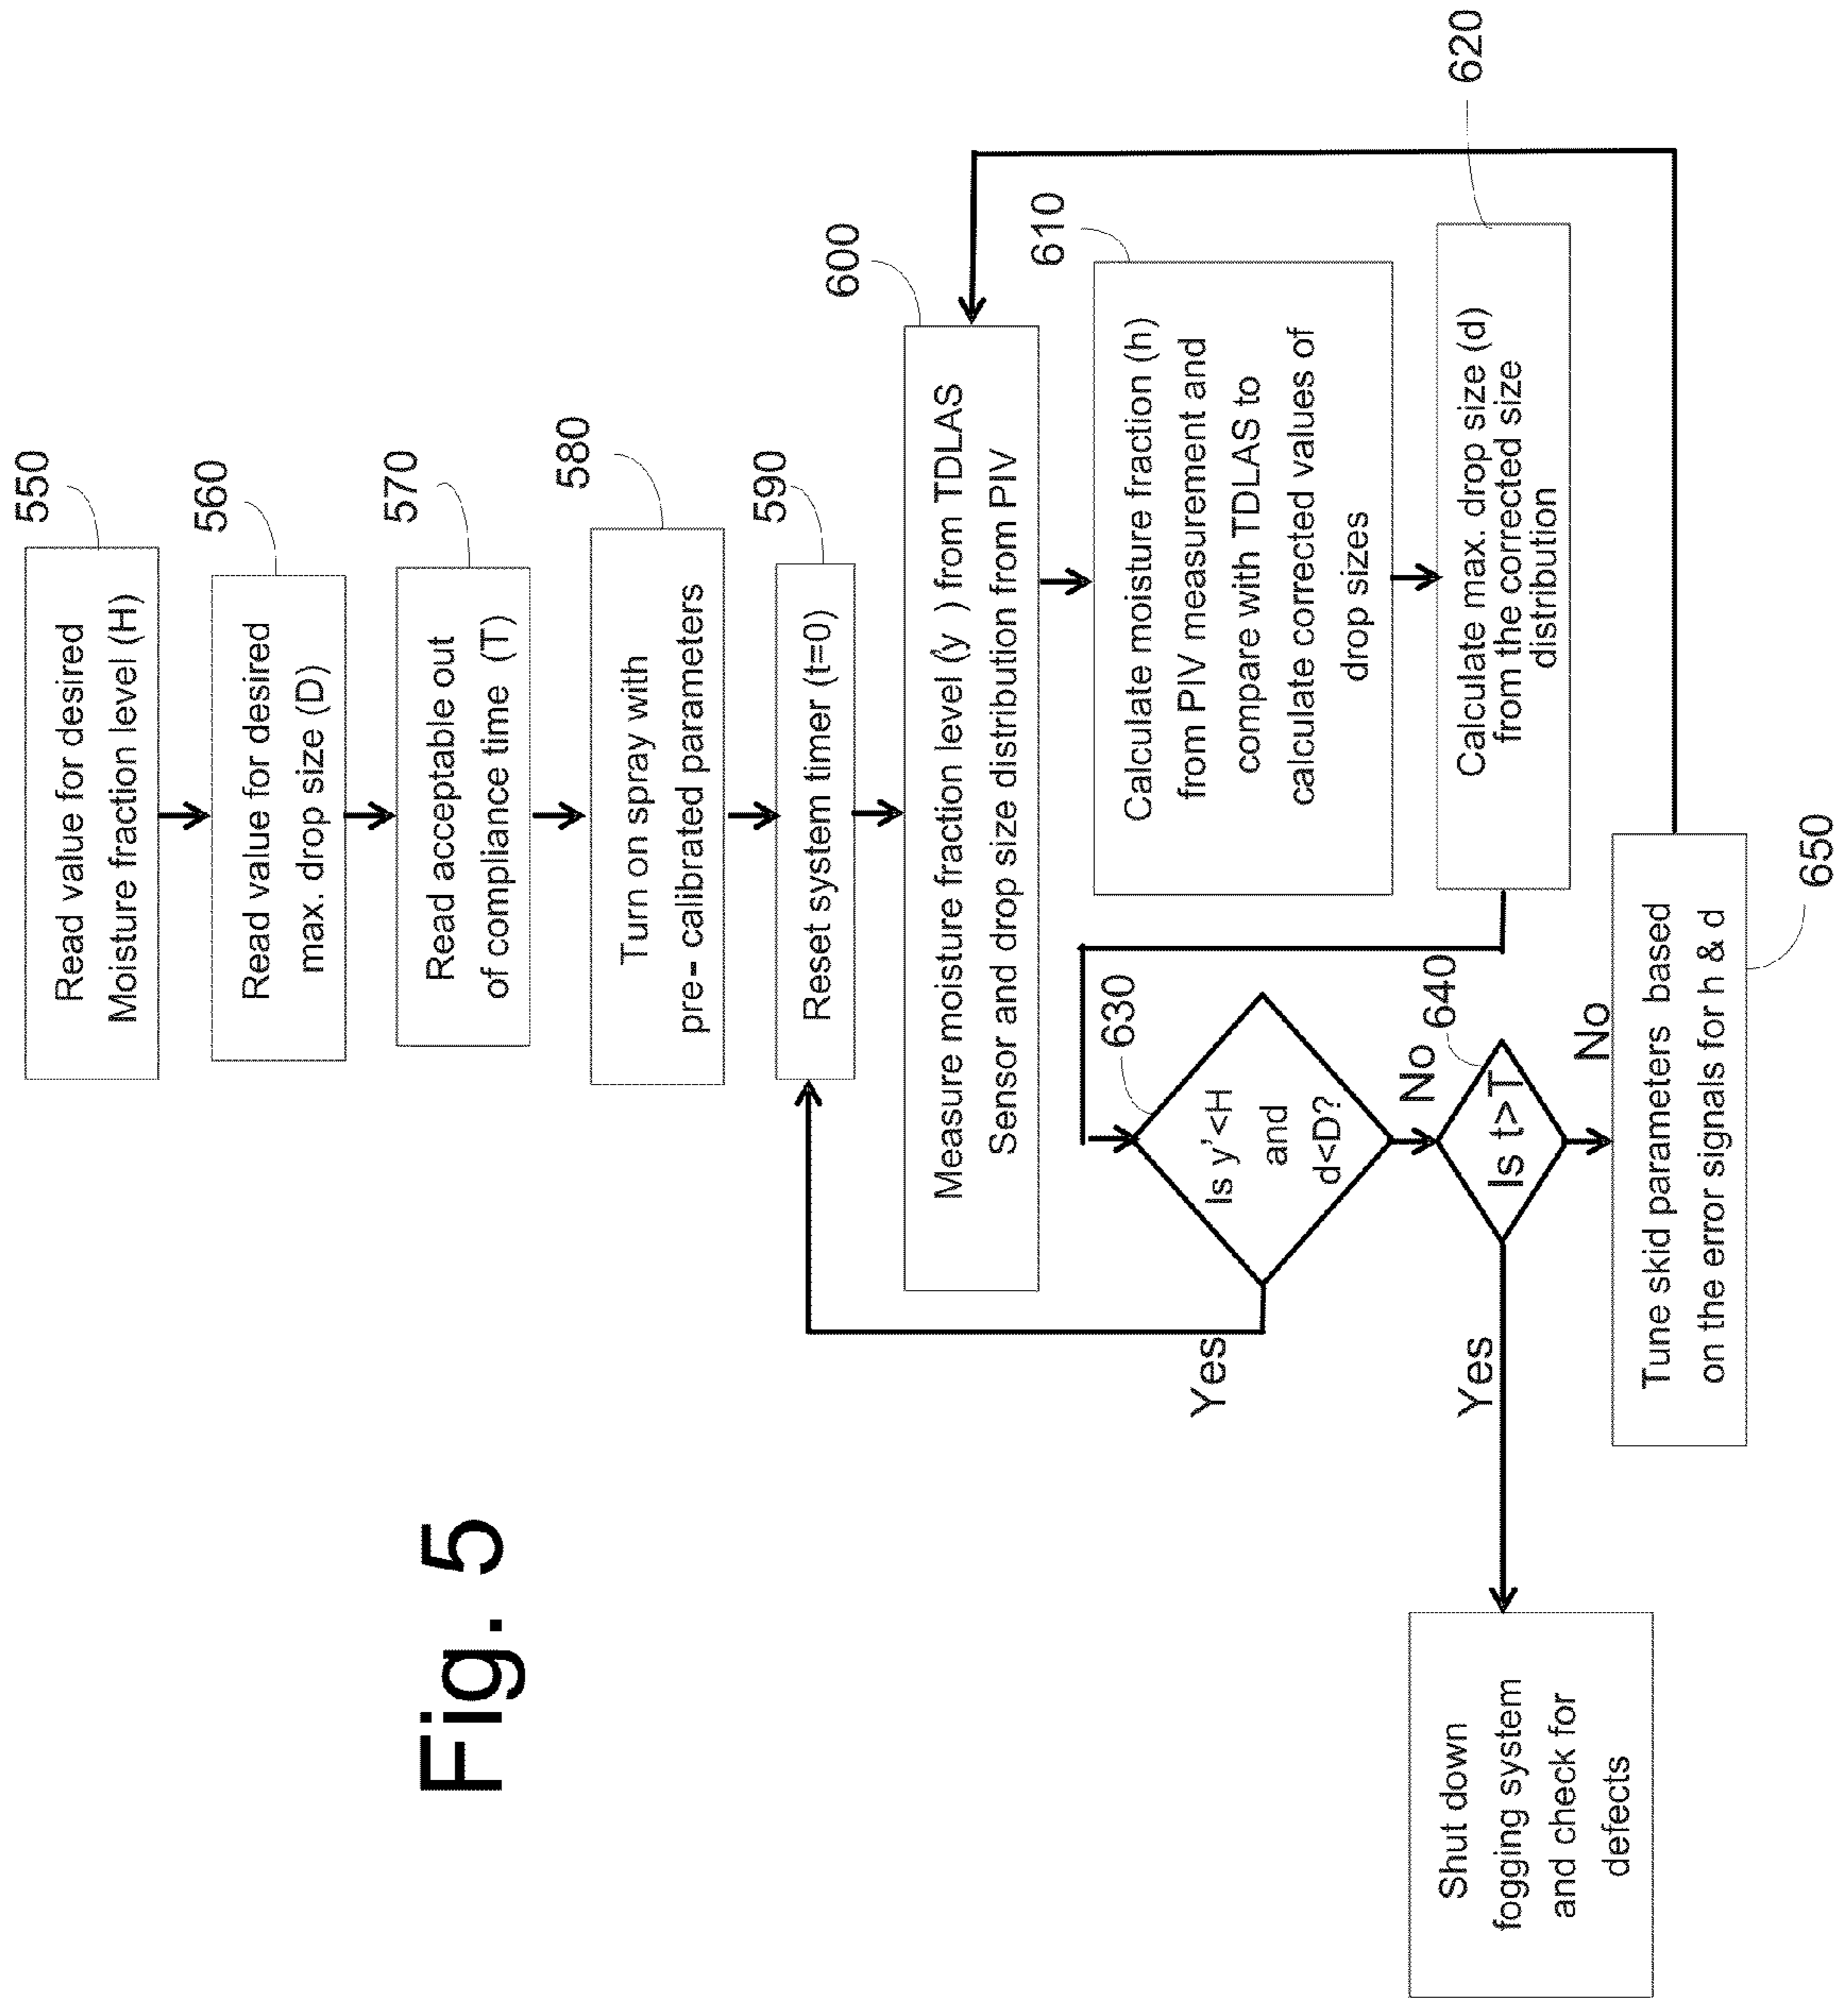 550
Read value for desired
Moisture fraction level (H)
560
Read value for desired
max. drop size (D)
570
Read acceptable out
of compliance time (T)
580
Turn on spray with
pre- calibrated parameters
590
Reset system timer (t=0)
600
Measure moisture fraction level (y') from TDLAS
Sensor and drop size distribution from PIV
610
Calculate moisture fraction (h)
from PIV measurement and
compare with TDLAS to
calculate corrected values of
drop sizes
620
Calculate max. drop size (d)
from the corrected size
distribution
630
Is y'<H
and
d<D?
Yes
No
640
Is t>T
Yes
No
650
Tune skid parameters based
on the error signals for h & d
Shut down
fogging system
and check for
defects
Fig. 5